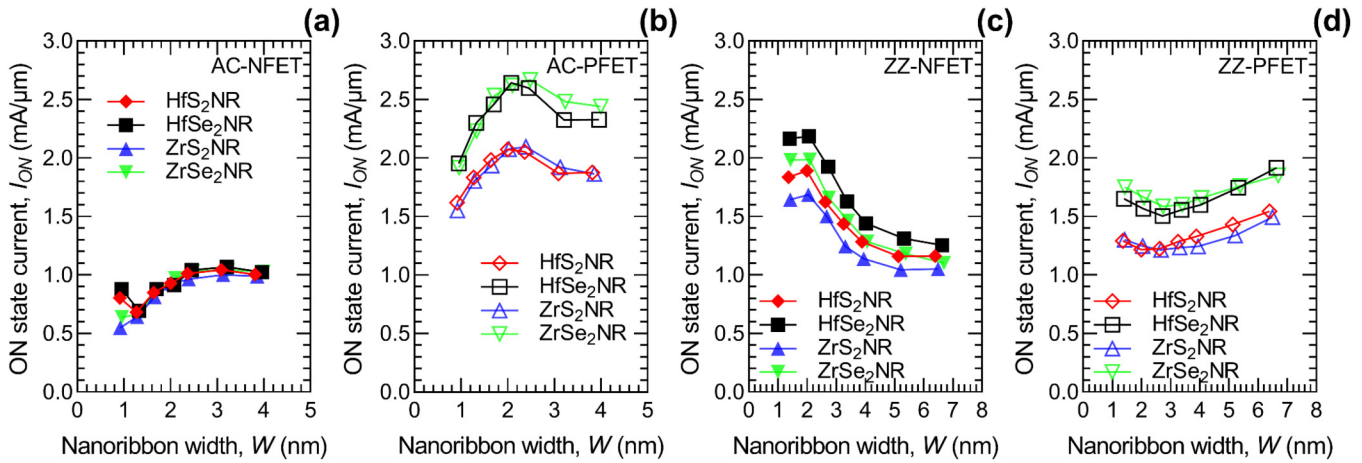 (a)
ON state current, I_ON (mA/μm)
3.0
2.5
2.0
1.5
1.0
0.5
0.0
AC-NFET
HfS₂NR
HfSe₂NR
ZrS₂NR
ZrSe₂NR
0 1 2 3 4 5
Nanoribbon width, W (nm)
(b)
ON state current, I_ON (mA/μm)
3.0
2.5
2.0
1.5
1.0
0.5
0.0
AC-PFET
HfS₂NR
HfSe₂NR
ZrS₂NR
ZrSe₂NR
0 1 2 3 4 5
Nanoribbon width, W (nm)
(c)
ON state current, I_ON (mA/μm)
3.0
2.5
2.0
1.5
1.0
0.5
0.0
ZZ-NFET
HfS₂NR
HfSe₂NR
ZrS₂NR
ZrSe₂NR
0 1 2 3 4 5 6 7 8
Nanoribbon width, W (nm)
(d)
ON state current, I_ON (mA/μm)
3.0
2.5
2.0
1.5
1.0
0.5
0.0
ZZ-PFET
HfS₂NR
HfSe₂NR
ZrS₂NR
ZrSe₂NR
0 1 2 3 4 5 6 7 8
Nanoribbon width, W (nm)